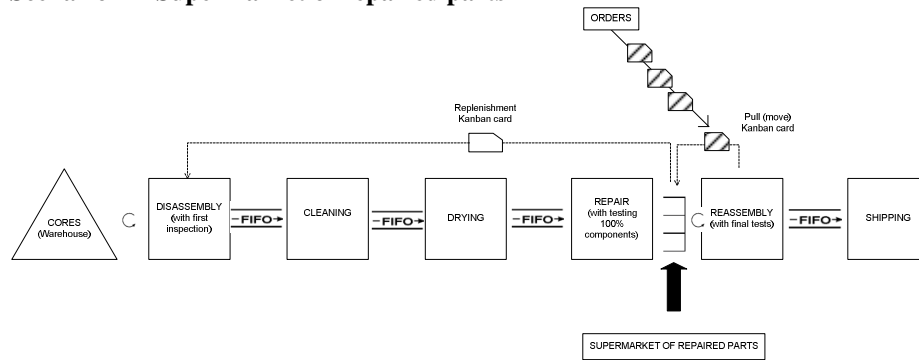 ORDERS
Replenishment
Kanban card
Pull (move)
Kanban card
CORES
(Warehouse)
DISASSEMBLY
(with first
inspection)
FIFO
CLEANING
FIFO
DRYING
FIFO
REPAIR
(with testing
100%
components)
REASSEMBLY
(with final tests)
FIFO
SHIPPING
SUPERMARKET OF REPAIRED PARTS